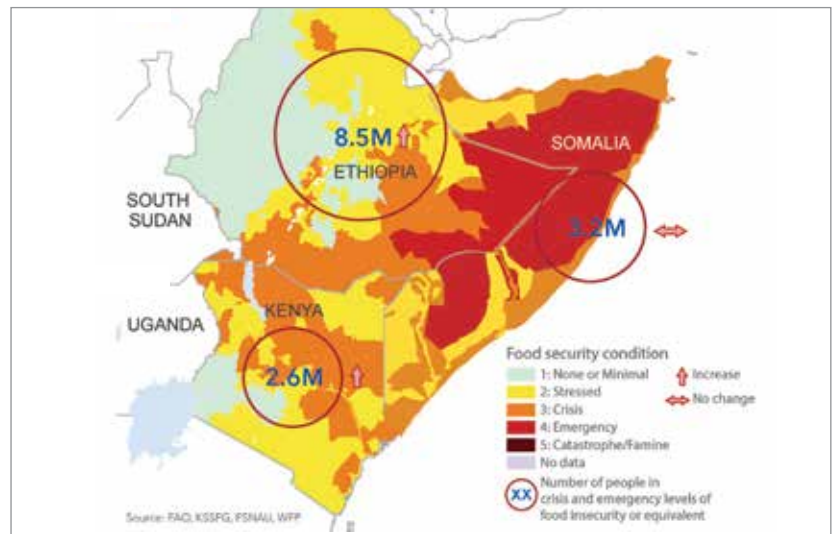 8.5M
ETHIOPIA
SOMALIA
SOUTH
SUDAN
3.2M
UGANDA
KENYA
2.6M
Food security condition
1: None or Minimal
2: Stressed
3: Crisis
4: Emergency
5: Catastrophe/Famine
No data
Increase
No change
XX
Number of people in
crisis and emergency levels of
food insecurity or equivalent
Source: FAO, KSSFG, FSNAU, WFP